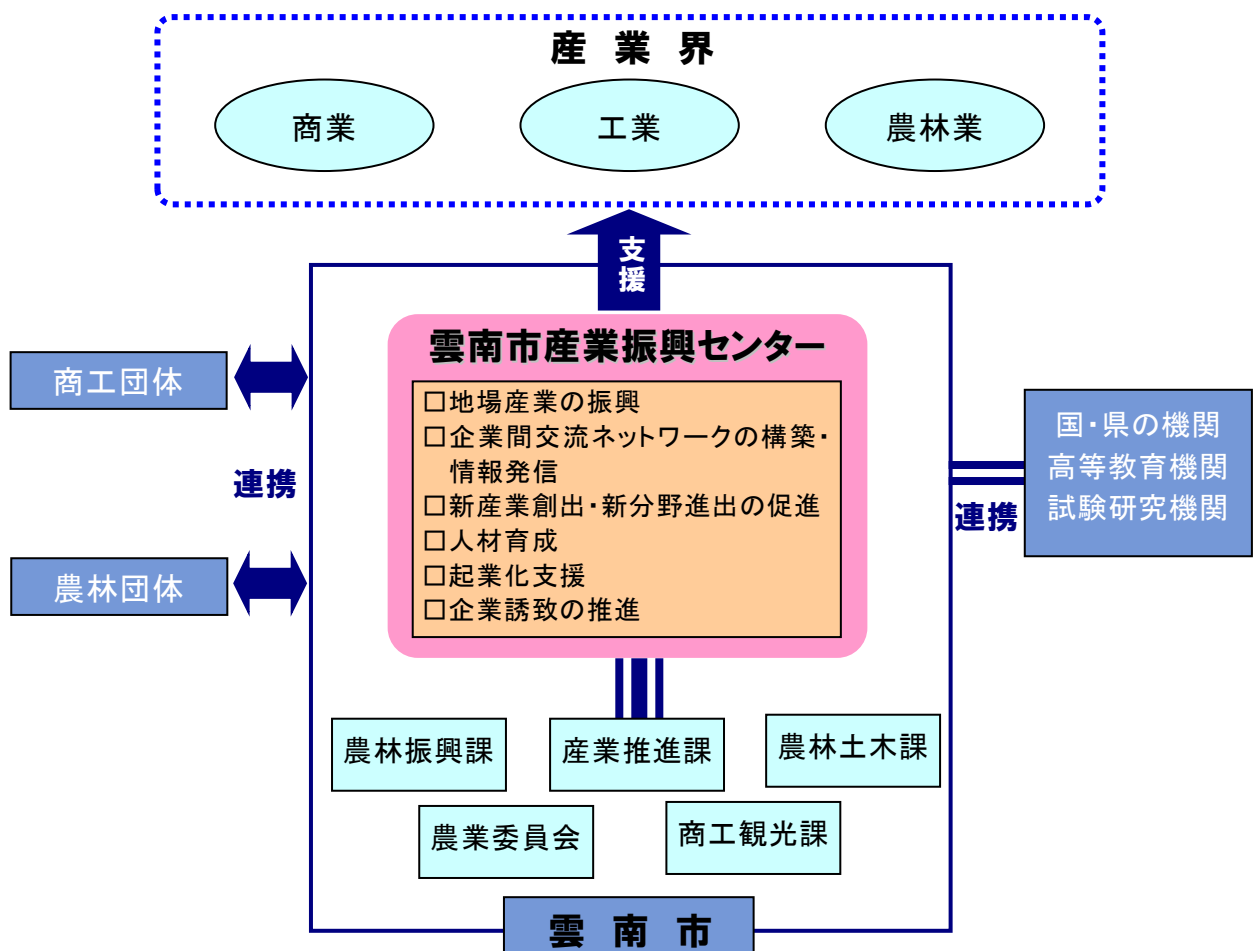 産 業 界
商業
工業
農林業
支援
雲南市産業振興センター
□地場産業の振興
□企業間交流ネットワークの構築・
情報発信
□新産業創出・新分野進出の促進
□人材育成
□起業化支援
□企業誘致の推進
商工団体
連携
農林団体
国・県の機関
高等教育機関
試験研究機関
連携
農林振興課
産業推進課
農林土木課
農業委員会
商工観光課
雲 南 市